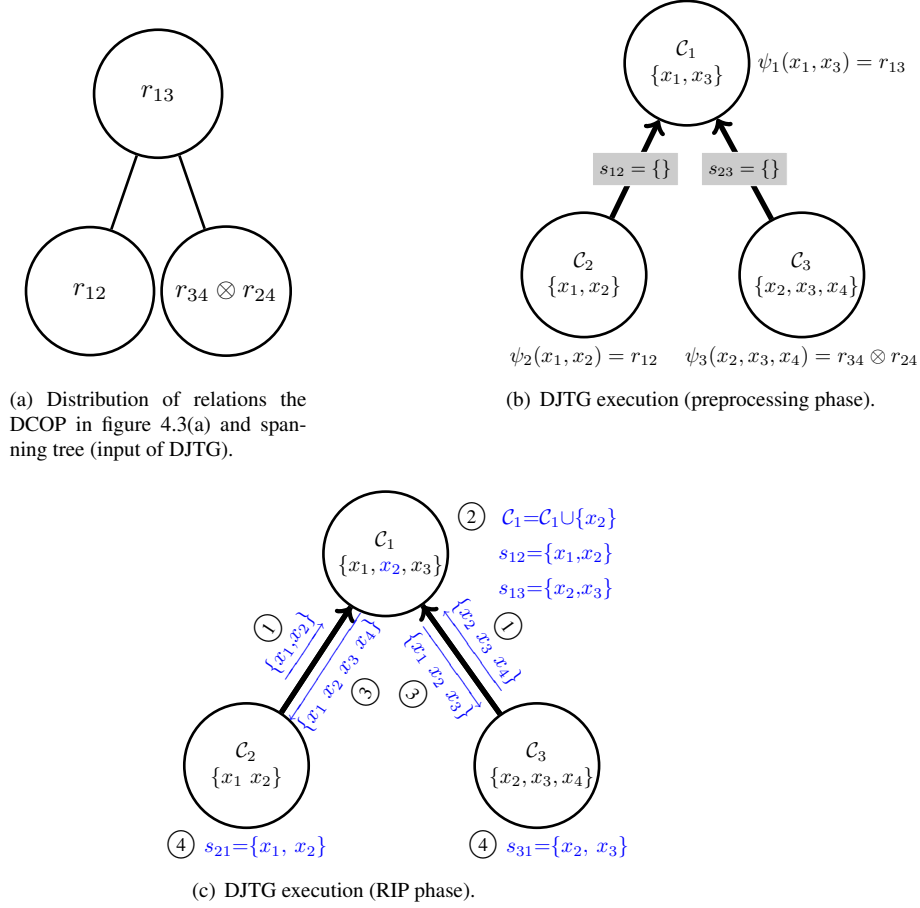 r₁₃
r₁₂
r₃₄ ⊗ r₂₄
(a) Distribution of relations the
DCOP in figure 4.3(a) and span-
ning tree (input of DJTG).
𝒞₁
{x₁, x₃}
ψ₁(x₁, x₃) = r₁₃
s₁₂ = {}
s₂₃ = {}
𝒞₂
{x₁, x₂}
𝒞₃
{x₂, x₃, x₄}
ψ₂(x₁, x₂) = r₁₂
ψ₃(x₂, x₃, x₄) = r₃₄ ⊗ r₂₄
(b) DJTG execution (preprocessing phase).
𝒞₁
{x₁, x₂, x₃}
② 𝒞₁=𝒞₁∪{x₂}
s₁₂={x₁,x₂}
s₁₃={x₂,x₃}
① {x₁,x₂}
{x₁ x₂ x₃ x₄} ③
③ {x₁ x₂ x₃}
{x₂ x₃ x₄} ①
𝒞₂
{x₁ x₂}
𝒞₃
{x₂, x₃, x₄}
④ s₂₁={x₁, x₂}
④ s₃₁={x₂, x₃}
(c) DJTG execution (RIP phase).